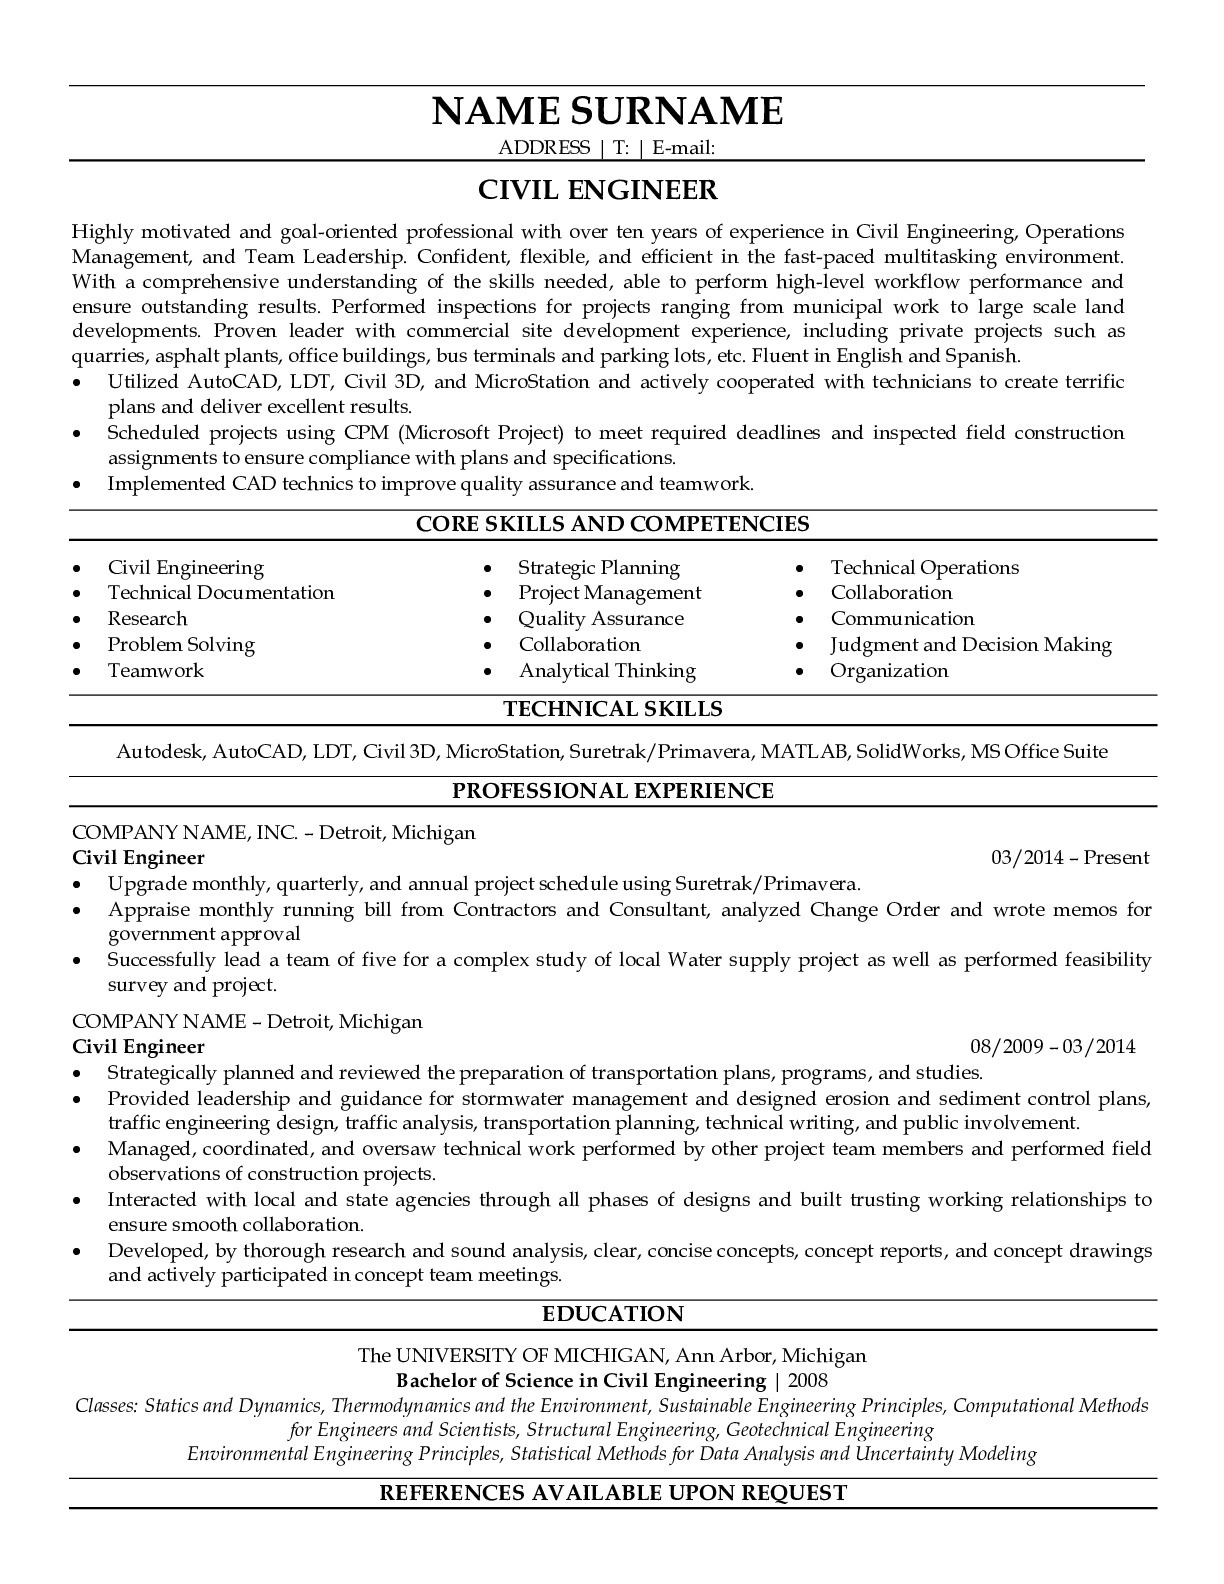 NAME SURNAME
ADDRESS | T: | E-mail:
CIVIL ENGINEER
Highly motivated and goal-oriented professional with over ten years of experience in Civil Engineering, Operations
Management, and Team Leadership. Confident, flexible, and efficient in the fast-paced multitasking environment.
With a comprehensive understanding of the skills needed, able to perform high-level workflow performance and
ensure outstanding results. Performed inspections for projects ranging from municipal work to large scale land
developments. Proven leader with commercial site development experience, including private projects such as
quarries, asphalt plants, office buildings, bus terminals and parking lots, etc. Fluent in English and Spanish.
• Utilized AutoCAD, LDT, Civil 3D, and MicroStation and actively cooperated with technicians to create terrific
plans and deliver excellent results.
• Scheduled projects using CPM (Microsoft Project) to meet required deadlines and inspected field construction
assignments to ensure compliance with plans and specifications.
• Implemented CAD technics to improve quality assurance and teamwork.
CORE SKILLS AND COMPETENCIES
• Civil Engineering
• Technical Documentation
• Research
• Problem Solving
• Teamwork
• Strategic Planning
• Project Management
• Quality Assurance
• Collaboration
• Analytical Thinking
• Technical Operations
• Collaboration
• Communication
• Judgment and Decision Making
• Organization
TECHNICAL SKILLS
Autodesk, AutoCAD, LDT, Civil 3D, MicroStation, Suretrak/Primavera, MATLAB, SolidWorks, MS Office Suite
PROFESSIONAL EXPERIENCE
COMPANY NAME, INC. – Detroit, Michigan
Civil Engineer 03/2014 – Present
• Upgrade monthly, quarterly, and annual project schedule using Suretrak/Primavera.
• Appraise monthly running bill from Contractors and Consultant, analyzed Change Order and wrote memos for
government approval
• Successfully lead a team of five for a complex study of local Water supply project as well as performed feasibility
survey and project.
COMPANY NAME – Detroit, Michigan
Civil Engineer 08/2009 – 03/2014
• Strategically planned and reviewed the preparation of transportation plans, programs, and studies.
• Provided leadership and guidance for stormwater management and designed erosion and sediment control plans,
traffic engineering design, traffic analysis, transportation planning, technical writing, and public involvement.
• Managed, coordinated, and oversaw technical work performed by other project team members and performed field
observations of construction projects.
• Interacted with local and state agencies through all phases of designs and built trusting working relationships to
ensure smooth collaboration.
• Developed, by thorough research and sound analysis, clear, concise concepts, concept reports, and concept drawings
and actively participated in concept team meetings.
EDUCATION
The UNIVERSITY OF MICHIGAN, Ann Arbor, Michigan
Bachelor of Science in Civil Engineering | 2008
Classes: Statics and Dynamics, Thermodynamics and the Environment, Sustainable Engineering Principles, Computational Methods
for Engineers and Scientists, Structural Engineering, Geotechnical Engineering
Environmental Engineering Principles, Statistical Methods for Data Analysis and Uncertainty Modeling
REFERENCES AVAILABLE UPON REQUEST